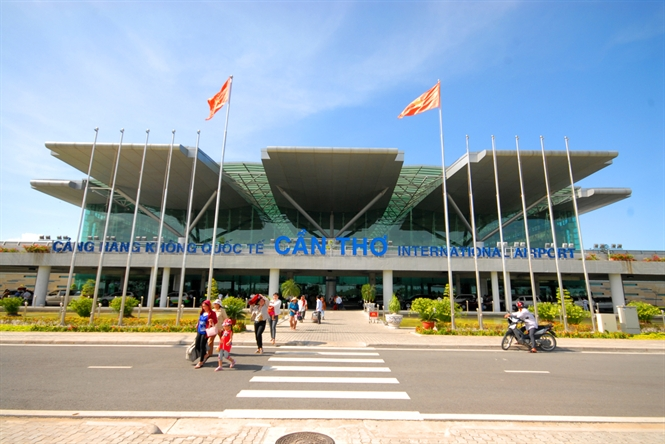 CẢNG HÀNG KHÔNG QUỐC TẾ CẦN THƠ INTERNATIONAL AIRPORT